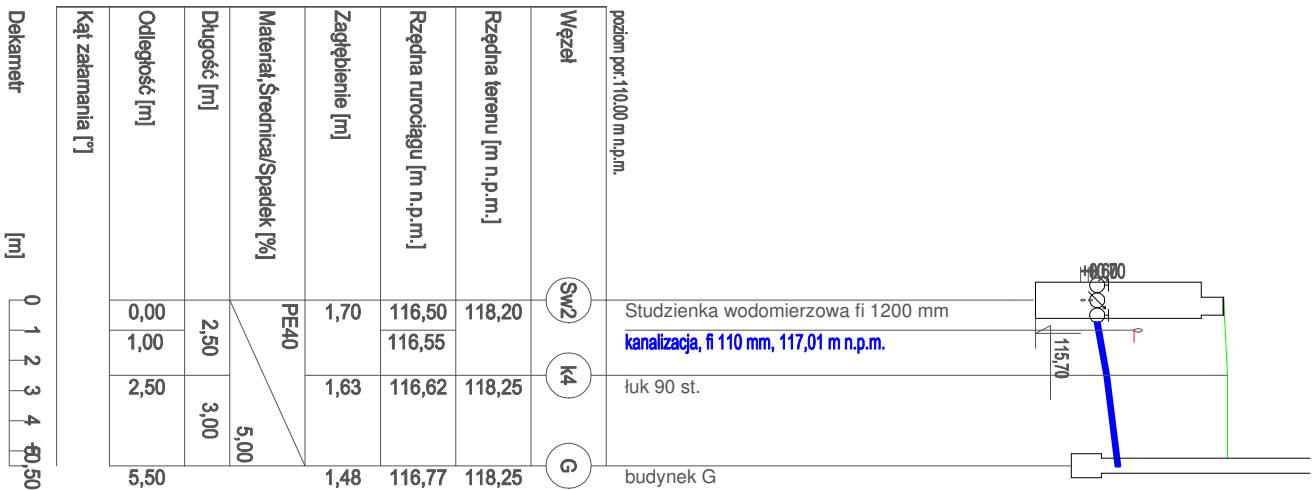 poziom por.110.00 m n.p.m.
Węzeł
Sw2
k4
G
Rzędna terenu [m n.p.m.]
118,20
118,25
118,25
Rzędna rurociągu [m n.p.m.]
116,50
116,55
116,62
116,77
Zagłębienie [m]
1,70
1,63
1,48
Materiał,Średnica/Spadek [%]
PE40
5,00
Długość [m]
2,50
3,00
Odległość [m]
0,00
1,00
2,50
5,50
Kąt załamania [°]
Dekametr [m]
0
1
2
3
4
Studzienka wodomierzowa fi 1200 mm
kanalizacja, fi 110 mm, 117,01 m n.p.m.
łuk 90 st.
budynek G
115,70